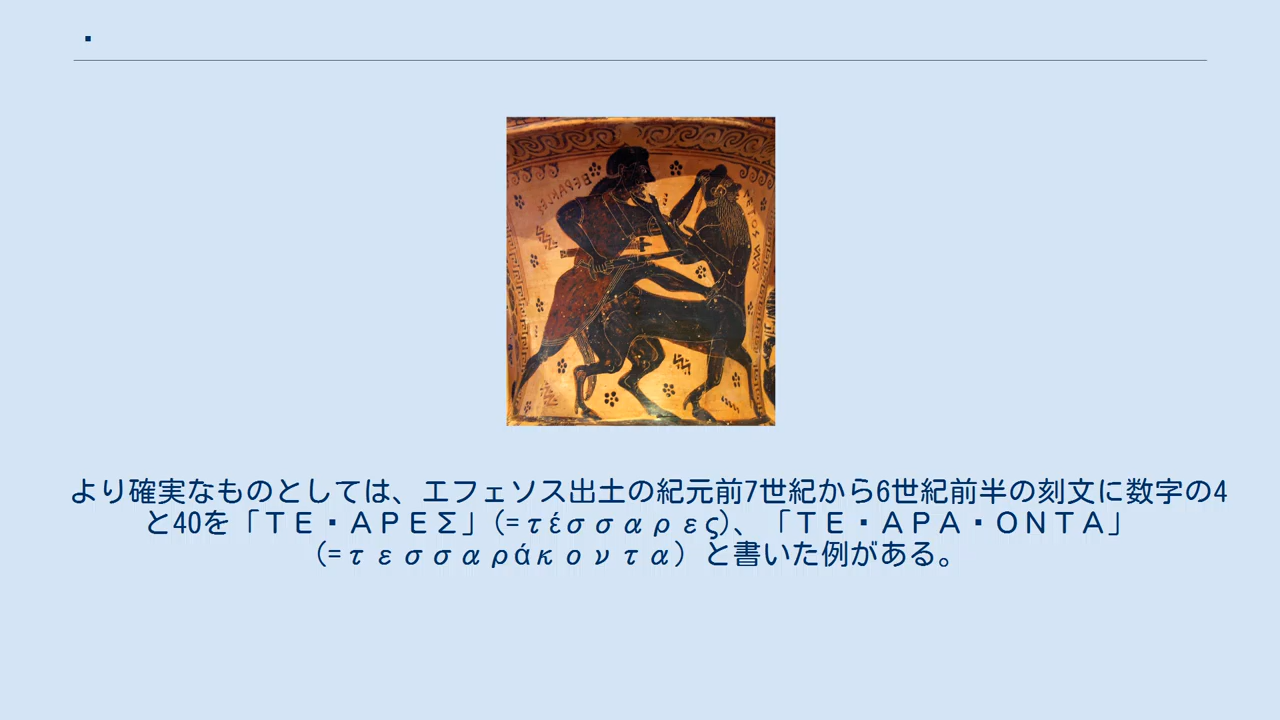 より確実なものとしては、エフェソス出土の紀元前7世紀から6世紀前半の刻文に数字の4
と40を「ΤΕ▪ΑΡΕΣ」(=τέσσαρες)、「ΤΕ▪ΑΡΑ▪ΟΝΤΑ」
（=τεσσαράκοντα）と書いた例がある。